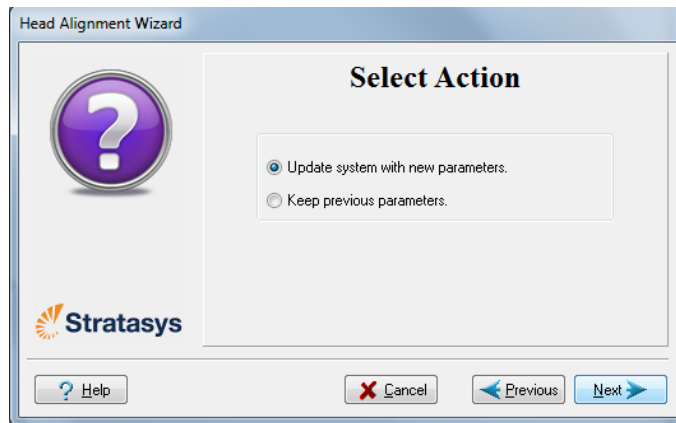 Head Alignment Wizard
Select Action
Update system with new parameters.
Keep previous parameters.
Stratasys
? Help
Cancel
Previous
Next